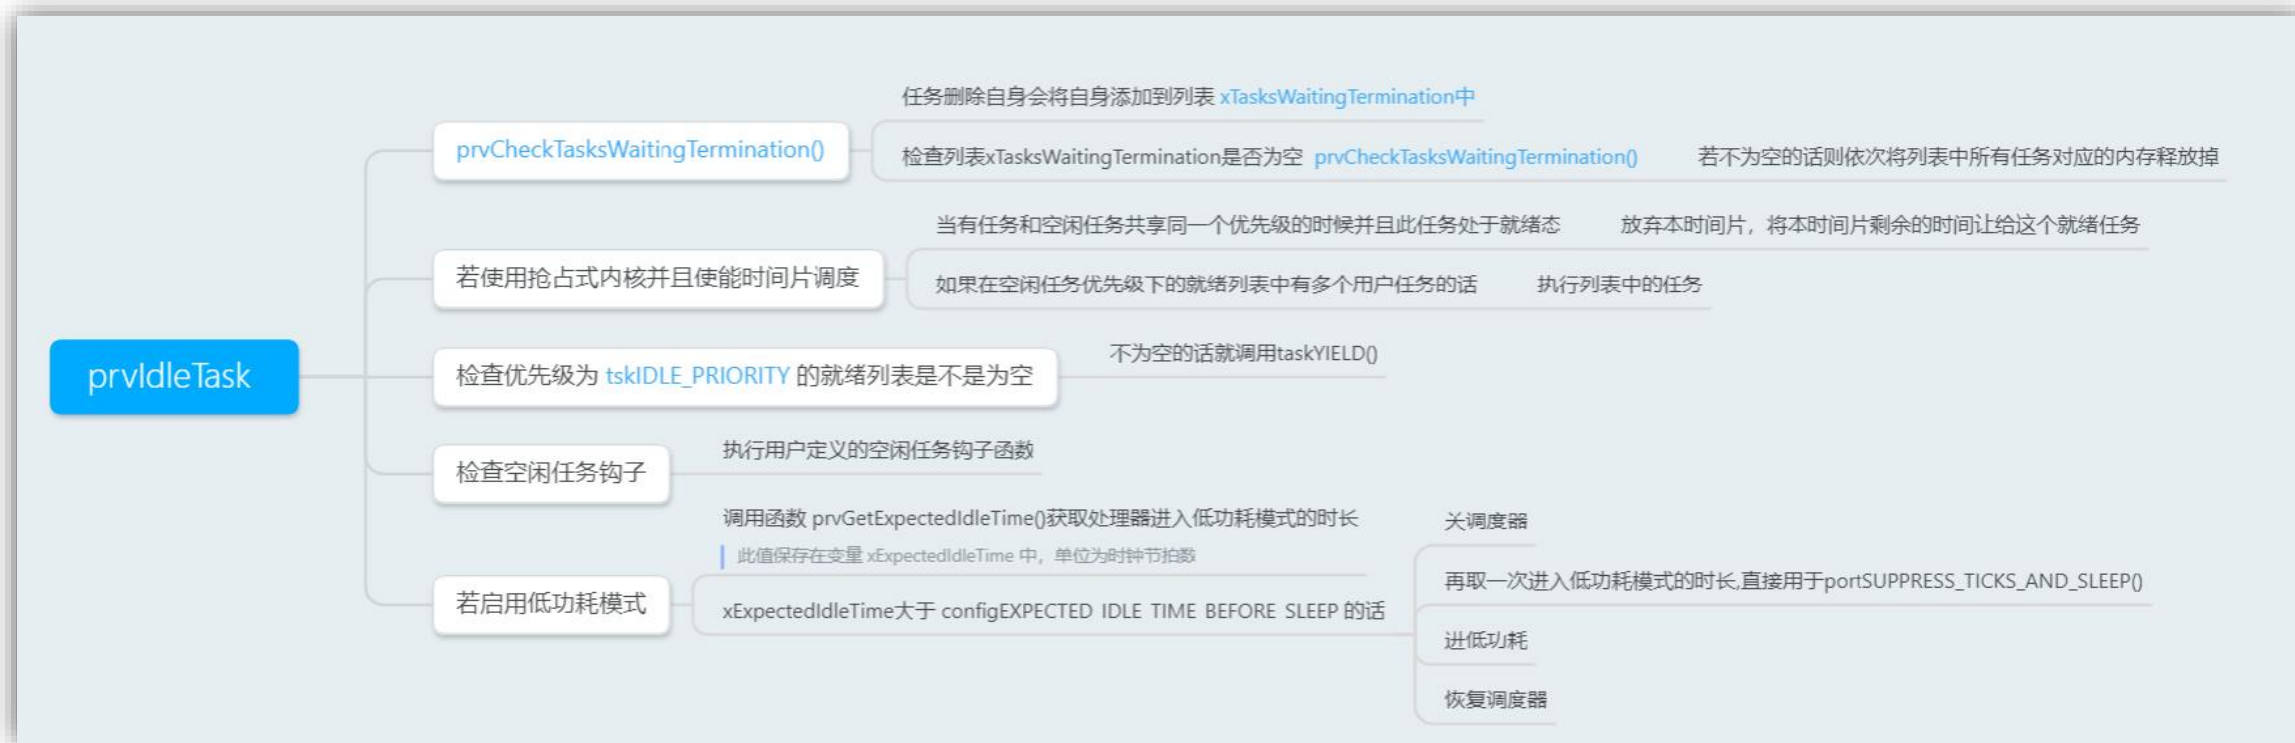 prvIdleTask
prvCheckTasksWaitingTermination()
任务删除自身会将自身添加到列表 xTasksWaitingTermination中
检查列表xTasksWaitingTermination是否为空 prvCheckTasksWaitingTermination() 若不为空的话则依次将列表中所有任务对应的内存释放掉
若使用抢占式内核并且使能时间片调度
当有任务和空闲任务共享同一个优先级的时候并且此任务处于就绪态 放弃本时间片，将本时间片剩余的时间让给这个就绪任务
如果在空闲任务优先级下的就绪列表中有多个用户任务的话 执行列表中的任务
检查优先级为 tskIDLE_PRIORITY 的就绪列表是不是为空
不为空的话就调用taskYIELD()
检查空闲任务钩子
执行用户定义的空闲任务钩子函数
若启用低功耗模式
调用函数 prvGetExpectedIdleTime()获取处理器进入低功耗模式的时长
此值保存在变量 xExpectedIdleTime 中，单位为时钟节拍数
xExpectedIdleTime大于 configEXPECTED IDLE TIME BEFORE SLEEP 的话
关调度器
再取一次进入低功耗模式的时长,直接用于portSUPPRESS_TICKS_AND_SLEEP()
进低功耗
恢复调度器